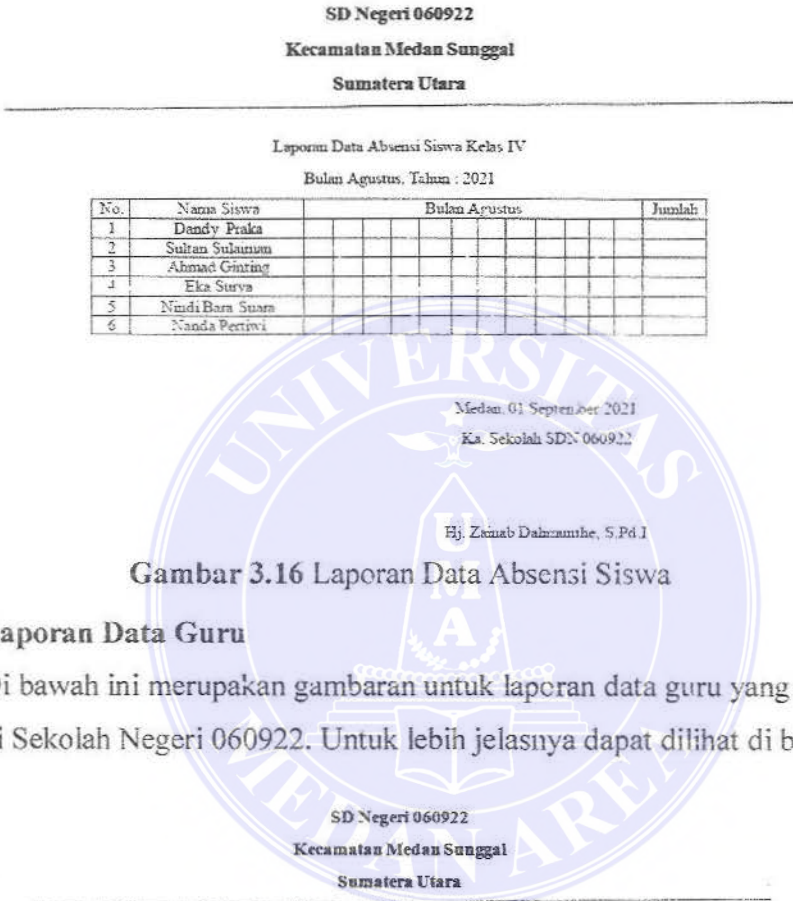 SD Negeri 060922
Kecamatan Medan Sunggal
Sumatera Utara
Laporan Data Absensi Siswa Kelas IV
Bulan Agustus, Tahun : 2021
No. Nama Siswa Bulan Agustus Jumlah
1 Dandy Praka
2 Sultan Sulaiman
3 Ahmad Ginting
4 Eka Surya
5 Nindi Bara Suara
6 Nanda Pertiwi
Medan, 01 September 2021
Ka. Sekolah SDN 060922
Hj. Zainab S.Pd.I
Gambar 3.16 Laporan Data Absensi Siswa
aporan Data Guru
i bawah ini merupakan gambaran untuk laporan data guru yang
i Sekolah Negeri 060922. Untuk lebih jelasnya dapat dilihat di b
SD Negeri 060922
Kecamatan Medan Sunggal
Sumatera Utara
UNIVERSITAS
UMA
MEDAN AREA